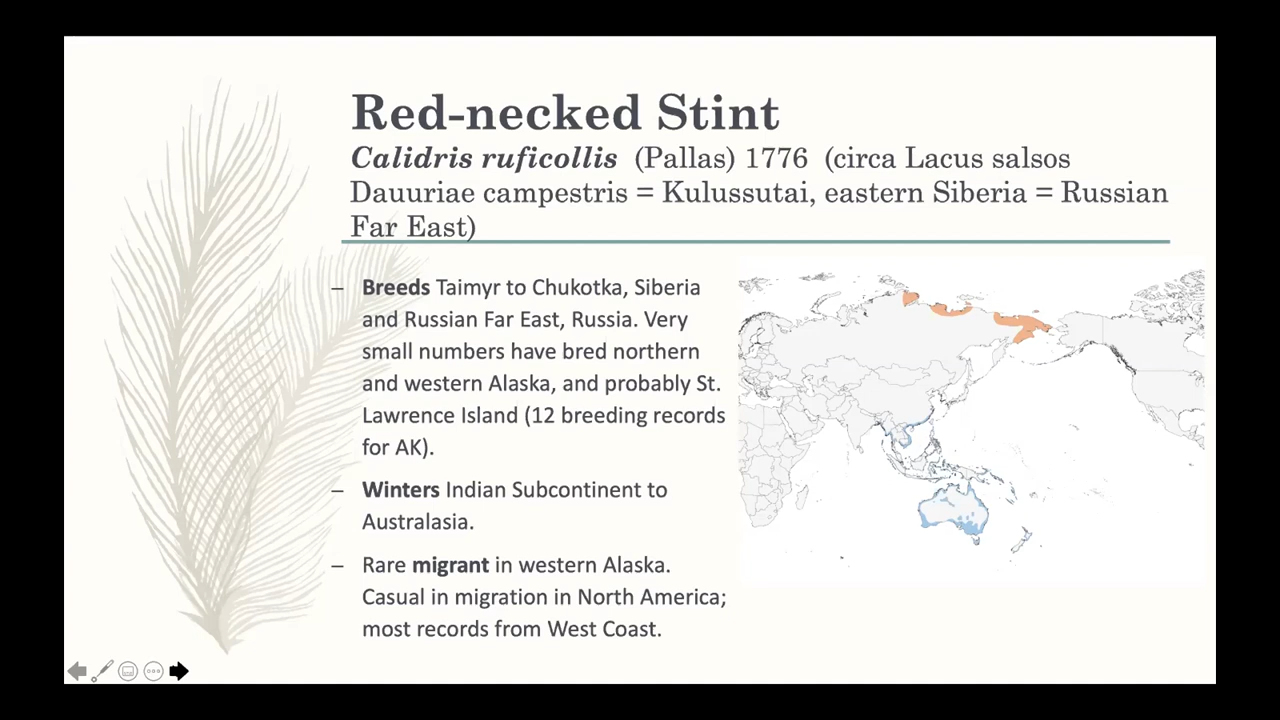 Red-necked Stint
Calidris ruficollis (Pallas) 1776 (circa Lacus salsos
Dauuriae campestris = Kulussutai, eastern Siberia = Russian
Far East)
– Breeds Taimyr to Chukotka, Siberia
and Russian Far East, Russia. Very
small numbers have bred northern
and western Alaska, and probably St.
Lawrence Island (12 breeding records
for AK).
– Winters Indian Subcontinent to
Australasia.
– Rare migrant in western Alaska.
Casual in migration in North America;
most records from West Coast.